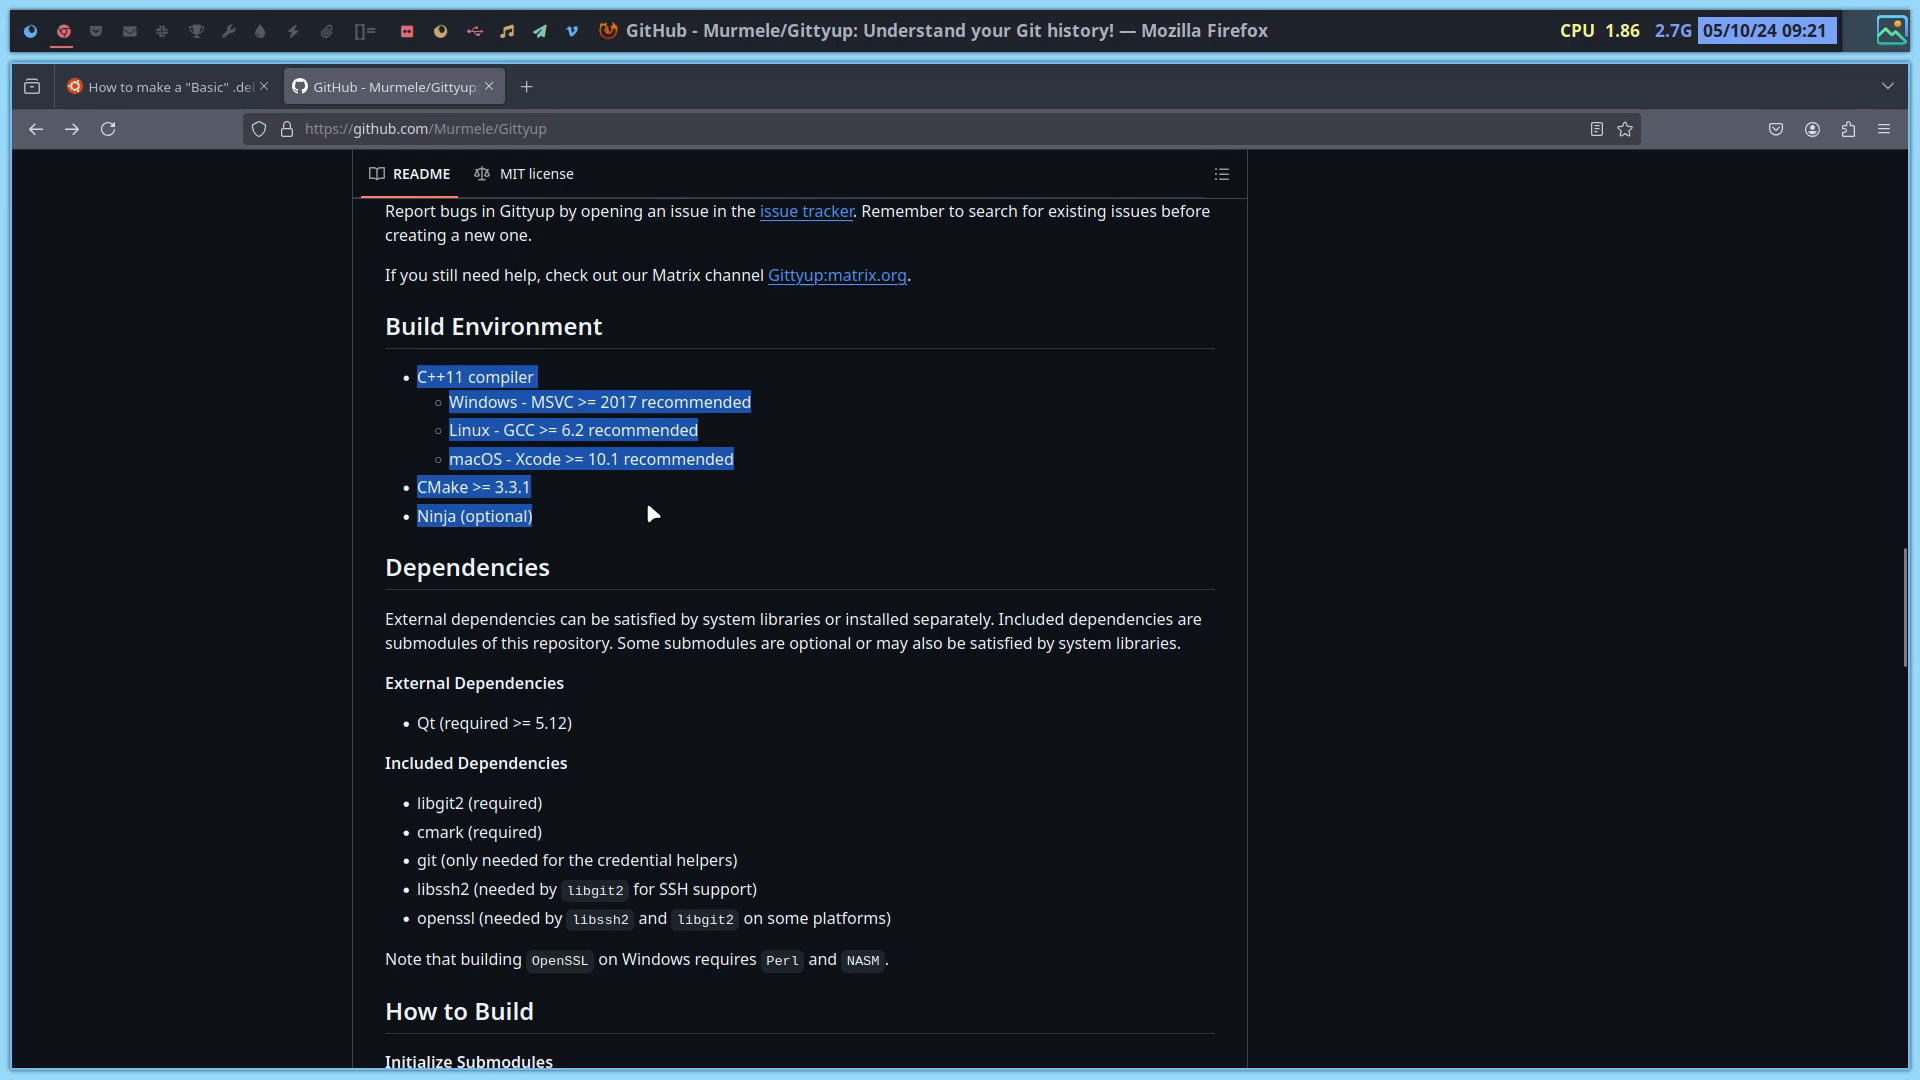 GitHub - Murmele/Gittyup: Understand your Git history! — Mozilla Firefox
CPU 1.86 2.7G 05/10/24 09:21
How to make a "Basic" .de
GitHub - Murmele/Gittyup:
https://github.com/Murmele/Gittyup
README
MIT license
Report bugs in Gittyup by opening an issue in the issue tracker. Remember to search for existing issues before
creating a new one.
If you still need help, check out our Matrix channel Gittyup:matrix.org.
Build Environment
• C++11 compiler
○ Windows - MSVC >= 2017 recommended
○ Linux - GCC >= 6.2 recommended
○ macOS - Xcode >= 10.1 recommended
• CMake >= 3.3.1
• Ninja (optional)
Dependencies
External dependencies can be satisfied by system libraries or installed separately. Included dependencies are
submodules of this repository. Some submodules are optional or may also be satisfied by system libraries.
External Dependencies
• Qt (required >= 5.12)
Included Dependencies
• libgit2 (required)
• cmark (required)
• git (only needed for the credential helpers)
• libssh2 (needed by libgit2 for SSH support)
• openssl (needed by libssh2 and libgit2 on some platforms)
Note that building OpenSSL on Windows requires Perl and NASM.
How to Build
Initialize Submodules